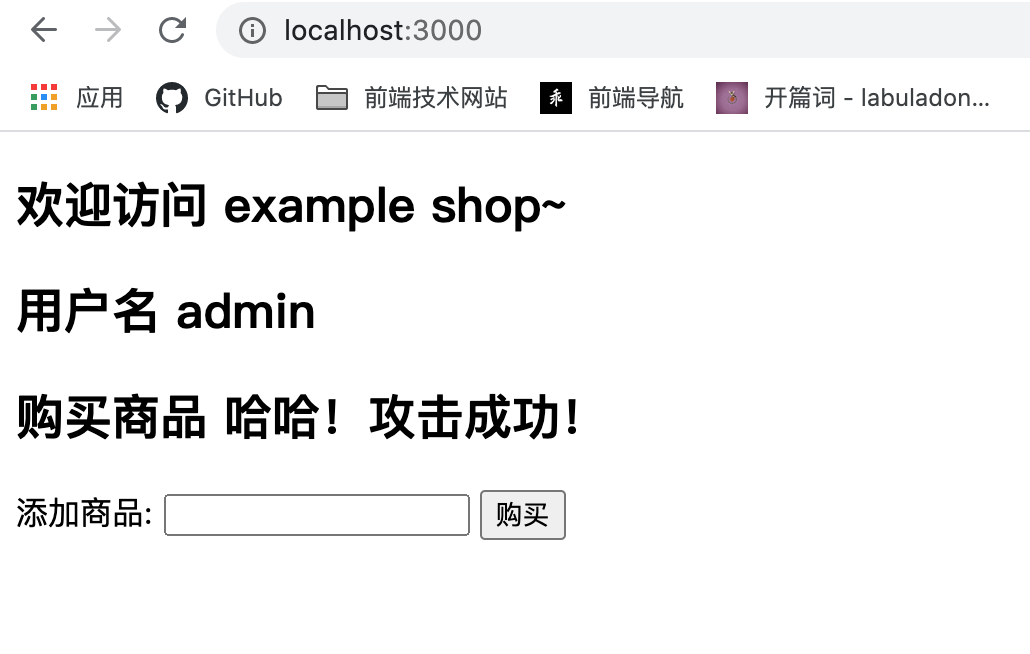 localhost:3000
应用 GitHub 前端技术网站 乖 前端导航 开篇词 - labuladon...
欢迎访问 example shop~
用户名 admin
购买商品 哈哈！攻击成功！
添加商品: 购买